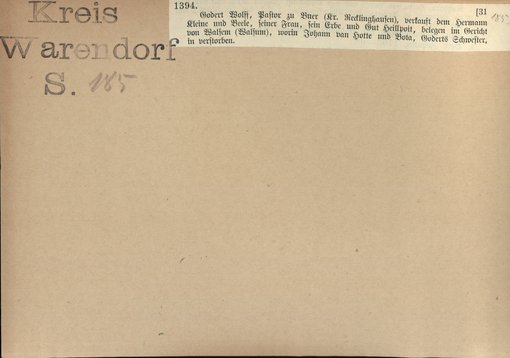 Kreis
Warendorf
S. 185
1394. [31
Godert Wolff, Pastor zu Buer (Kr. Recklinghausen), verkauft dem Hermann
Kleine und Beele, seiner Frau, sein Erbe und Gut Heillpoit, belegen im Gericht
von Walsem (Walsum), worin Johann van Hotte und Bota, Goderts Schwester,
in verstorben.